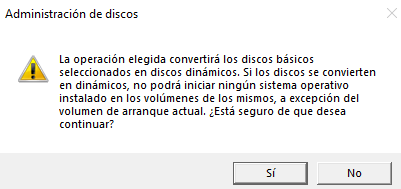 Administración de discos
La operación elegida convertirá los discos básicos
seleccionados en discos dinámicos. Si los discos se convierten
en dinámicos, no podrá iniciar ningún sistema operativo
instalado en los volúmenes de los mismos, a excepción del
volumen de arranque actual. ¿Está seguro de que desea
continuar?
Sí
No